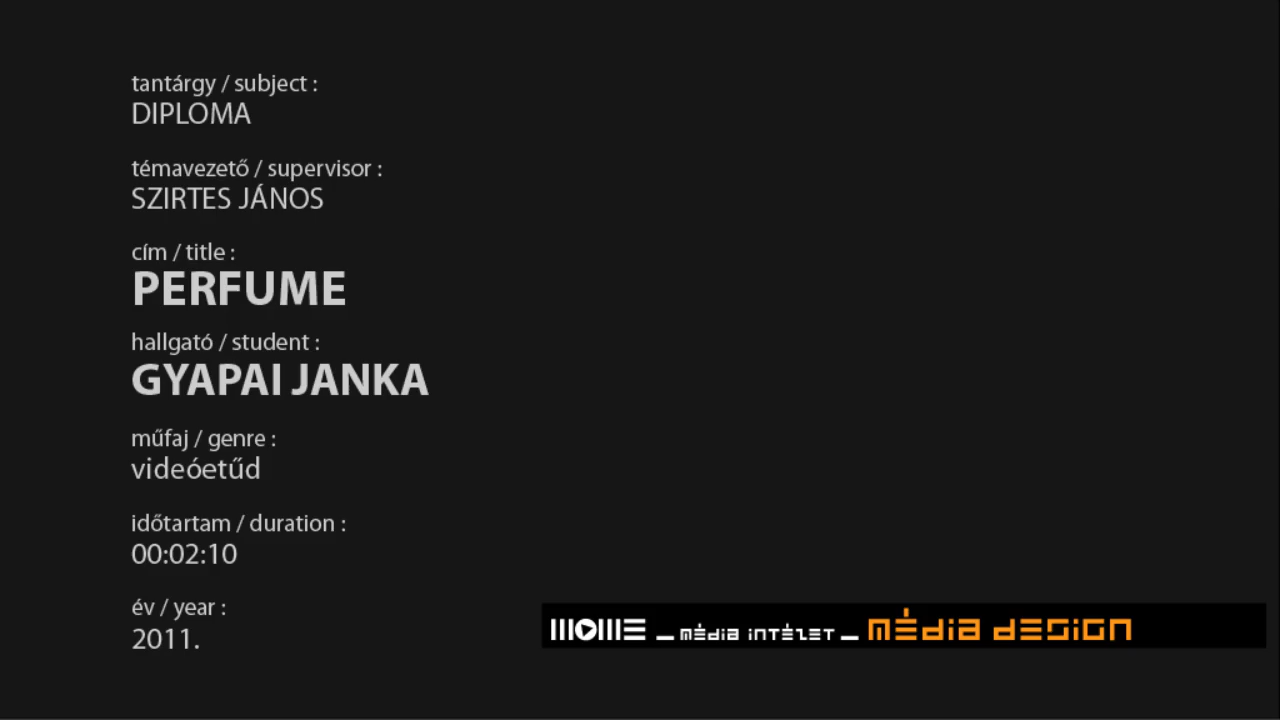 tantárgy / subject :
DIPLOMA
témavezető / supervisor :
SZIRTES JÁNOS
cím / title :
PERFUME
hallgató / student :
GYAPAI JANKA
műfaj / genre :
videóetűd
időtartam / duration :
00:02:10
év / year :
2011.
MOME _ média intézet _ média design